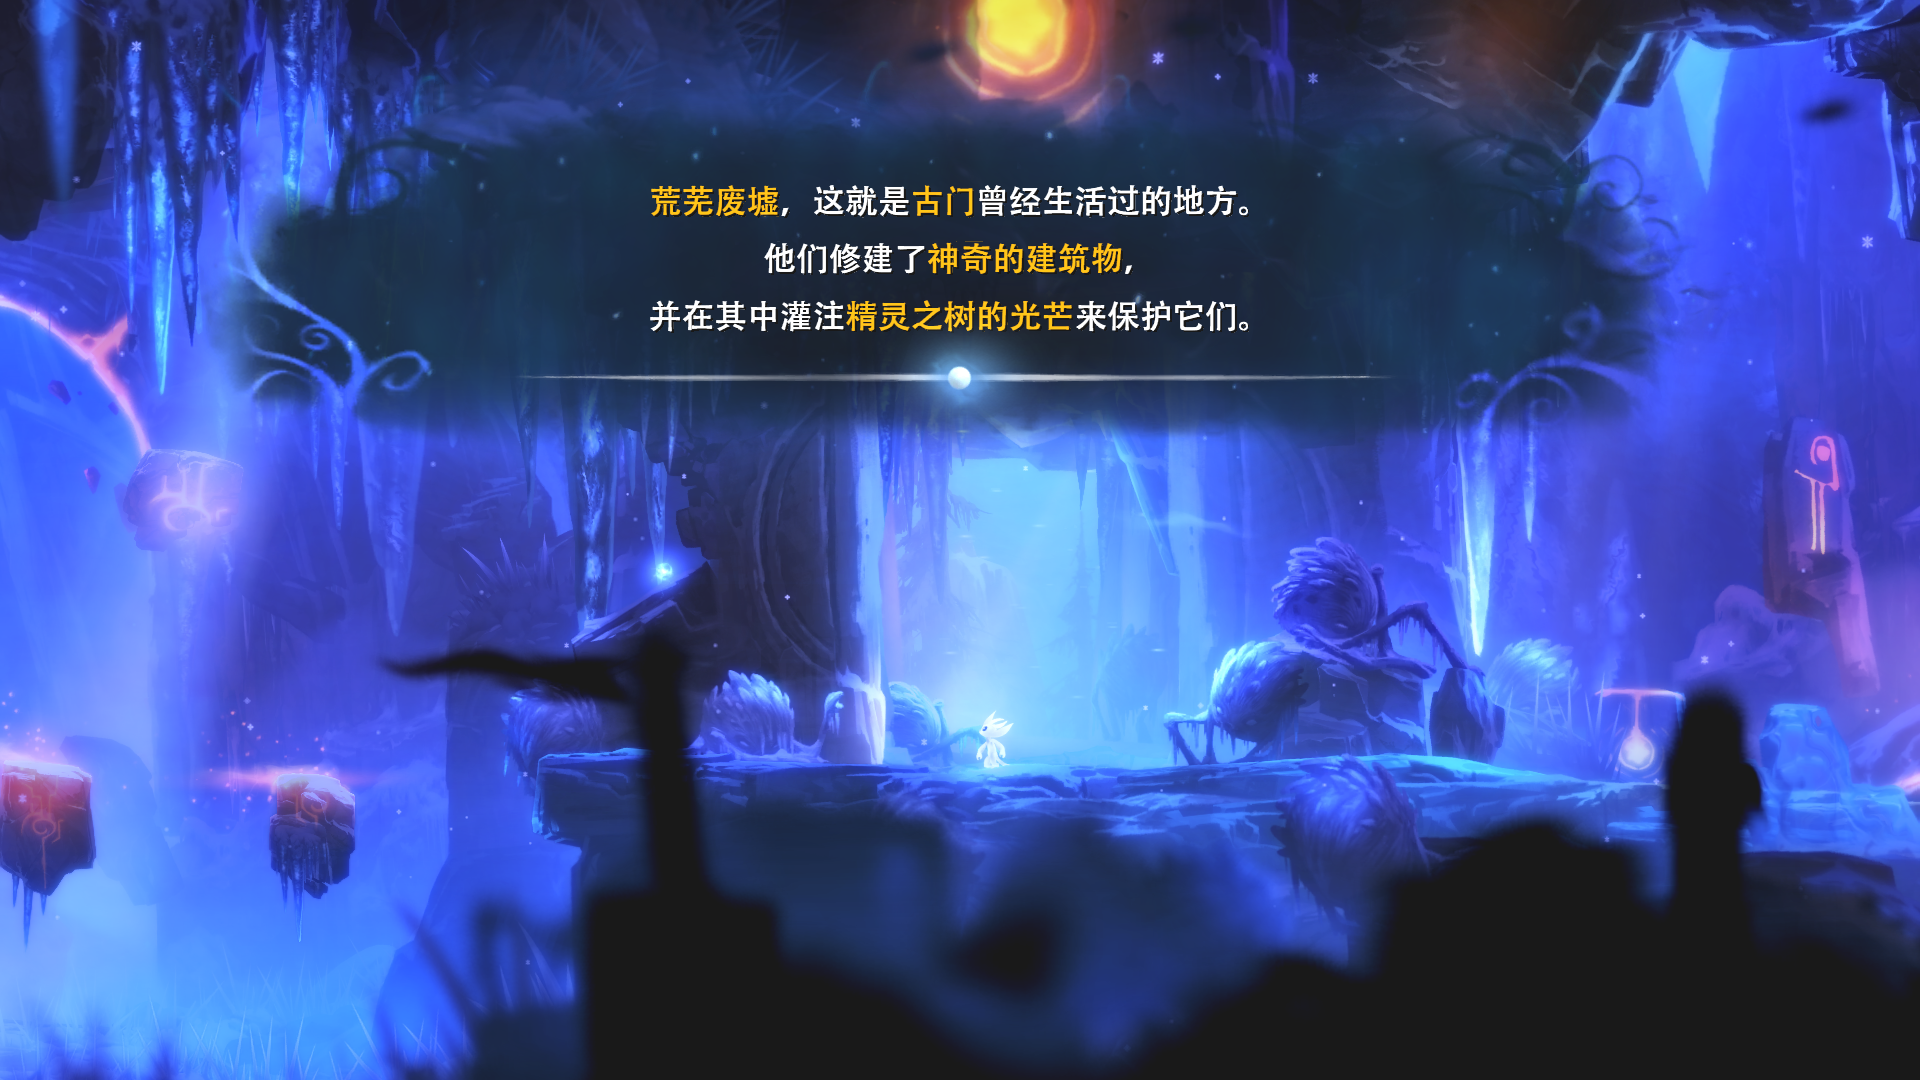 荒芜废墟，这就是古门曾经生活过的地方。
他们修建了神奇的建筑物，
并在其中灌注精灵之树的光芒来保护它们。